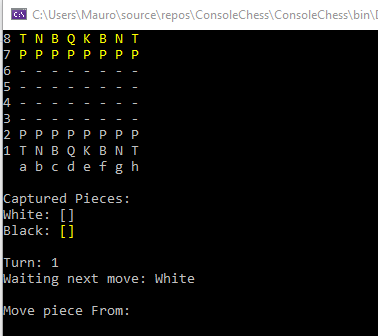 C:\Users\Mauro\source\repos\ConsoleChess\ConsoleChess\bin\
8 T N B Q K B N T
7 P P P P P P P P
6 - - - - - - - -
5 - - - - - - - -
4 - - - - - - - -
3 - - - - - - - -
2 P P P P P P P P
1 T N B Q K B N T
a b c d e f g h
Captured Pieces:
White: []
Black: []
Turn: 1
Waiting next move: White
Move piece From: